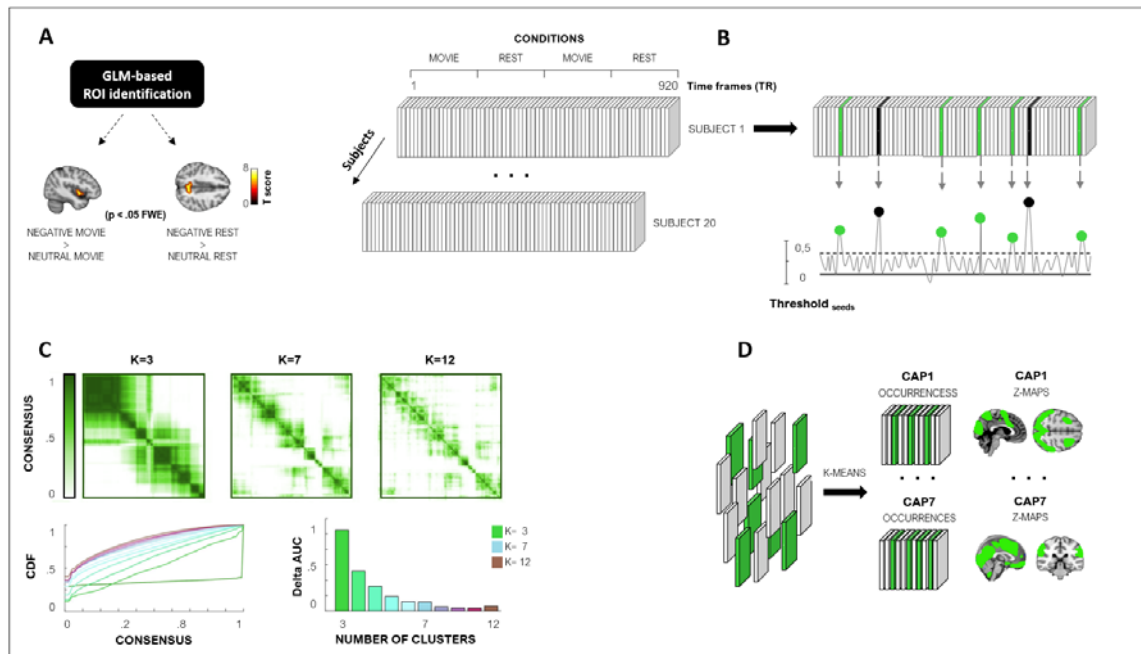 A
GLM-based
ROI identification
8
0
T score
(p < .05 FWE)
NEGATIVE MOVIE
>
NEUTRAL MOVIE
NEGATIVE REST
>
NEUTRAL REST
CONDITIONS
MOVIE REST MOVIE REST
1 920 Time frames (TR)
SUBJECT 1
Subjects
. . .
SUBJECT 20
B
0,5
0
Threshold seeds
C
K=3 K=7 K=12
CONSENSUS
1
.5
0
CDF
1
.5
0
0 .2 .8 1
CONSENSUS
Delta AUC
1
.5
0
K= 3
K= 7
K= 12
3 7 12
NUMBER OF CLUSTERS
D
K-MEANS
CAP1
OCCURRENCESS
CAP1
Z-MAPS
. . . . . .
CAP7
OCCURRENCES
CAP7
Z-MAPS